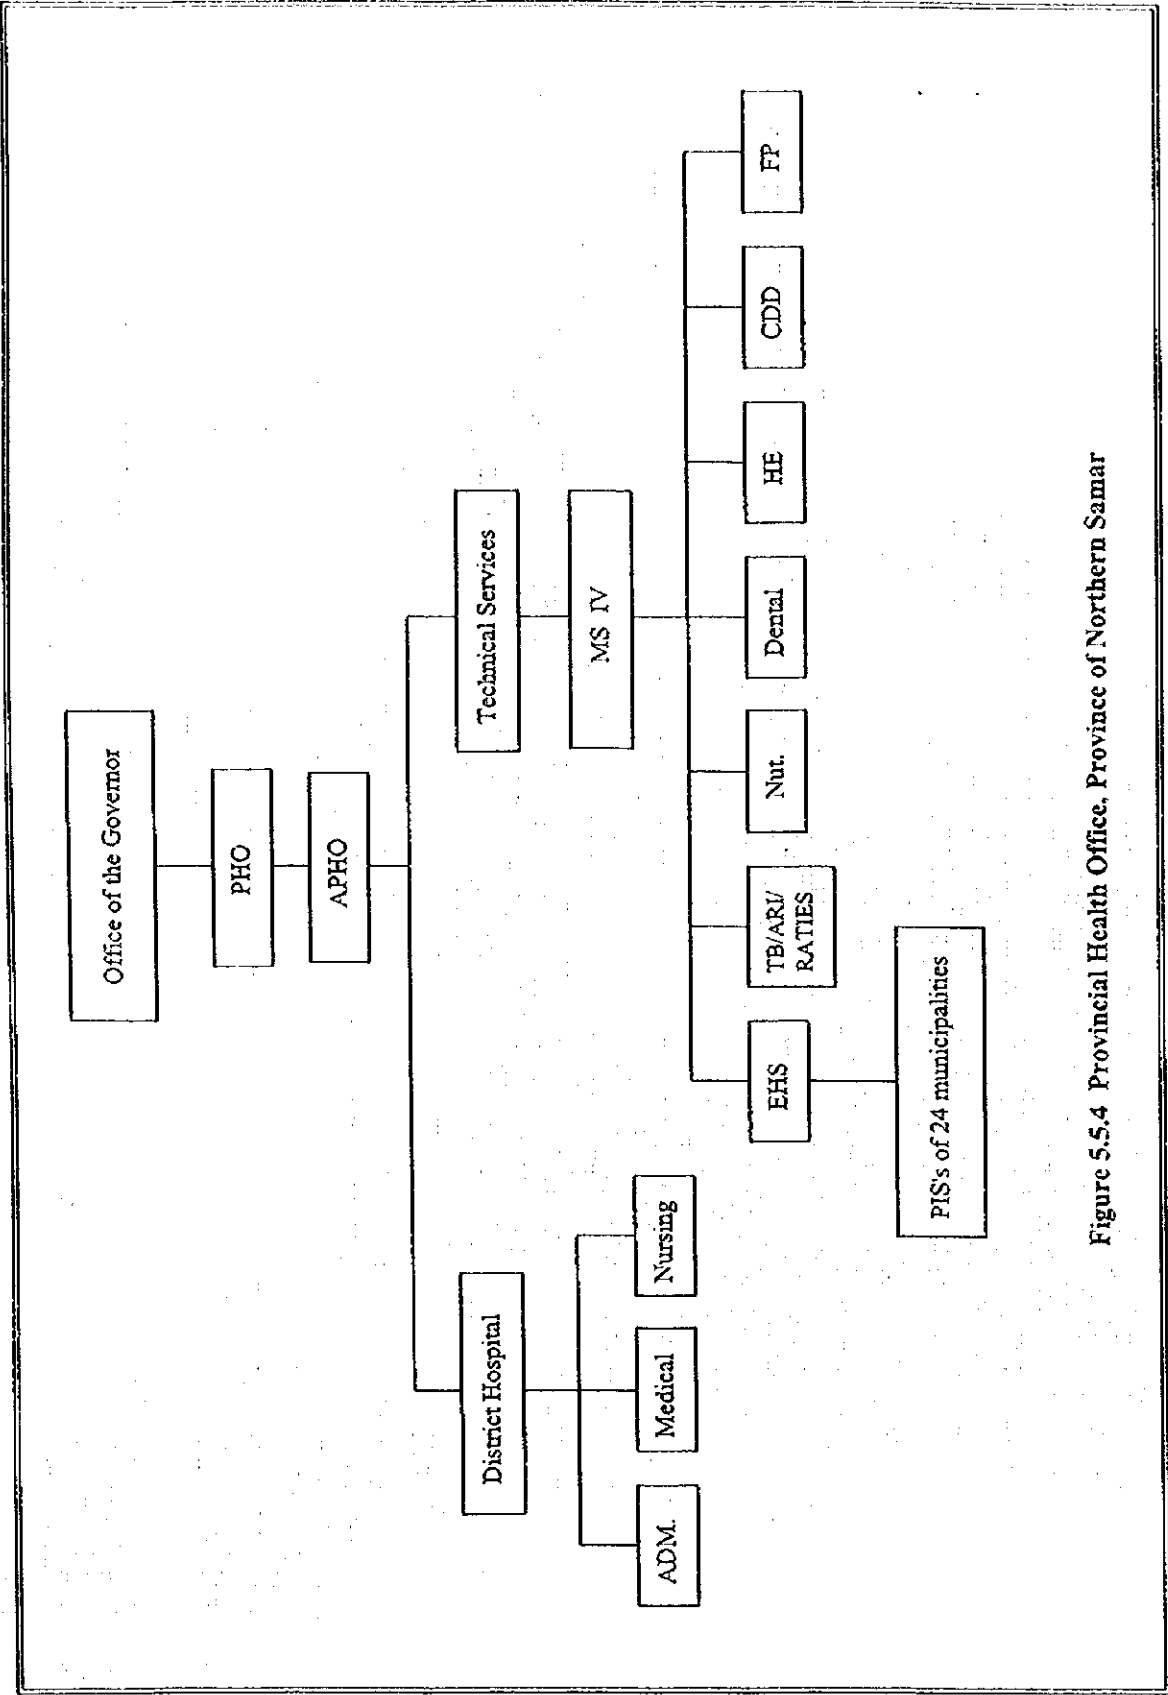 Office of the Governor
PHO
APHO
District Hospital
Technical Services
MS IV
ADM.
Medical
Nursing
EHS
TB/ARI/
RATIES
Nut.
Dental
HE
CDD
FP
PIS's of 24 municipalities
Figure 5.5.4 Provincial Health Office, Province of Northern Samar